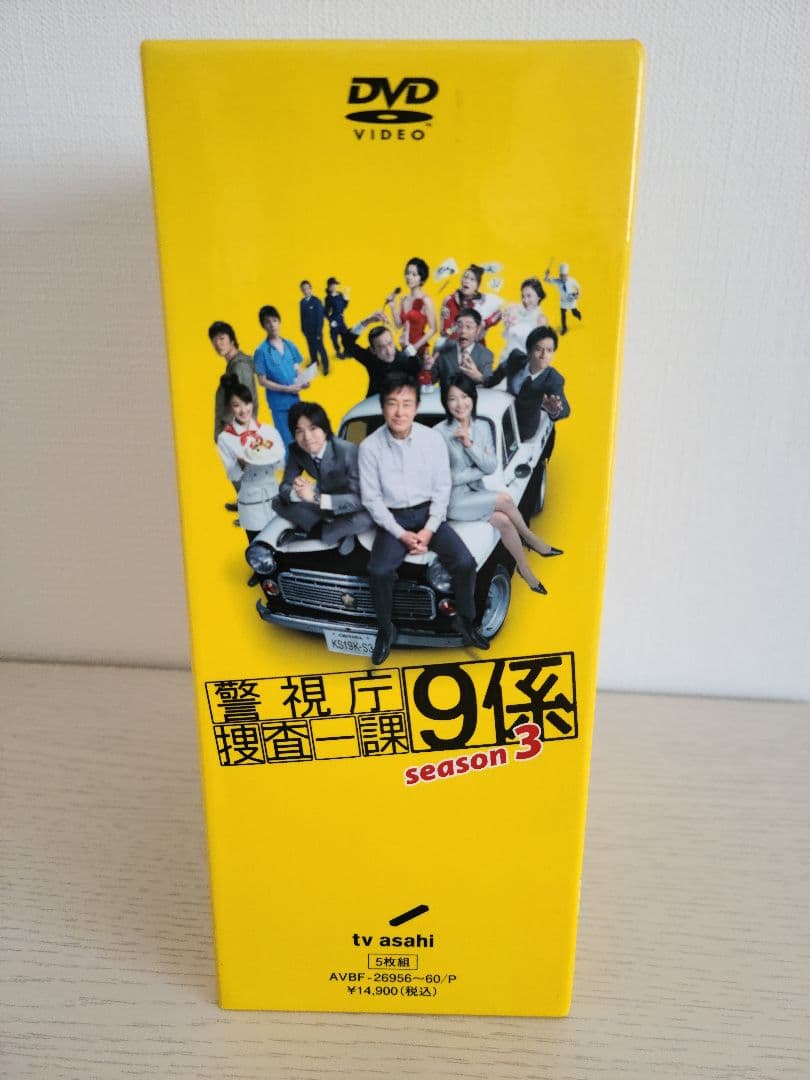 DVD
VIDEO
KS19K-S3
警視庁
捜査一課
9係
season 3
tv asahi
5枚組
AVBF-26956～60/P
¥14,900(税込)